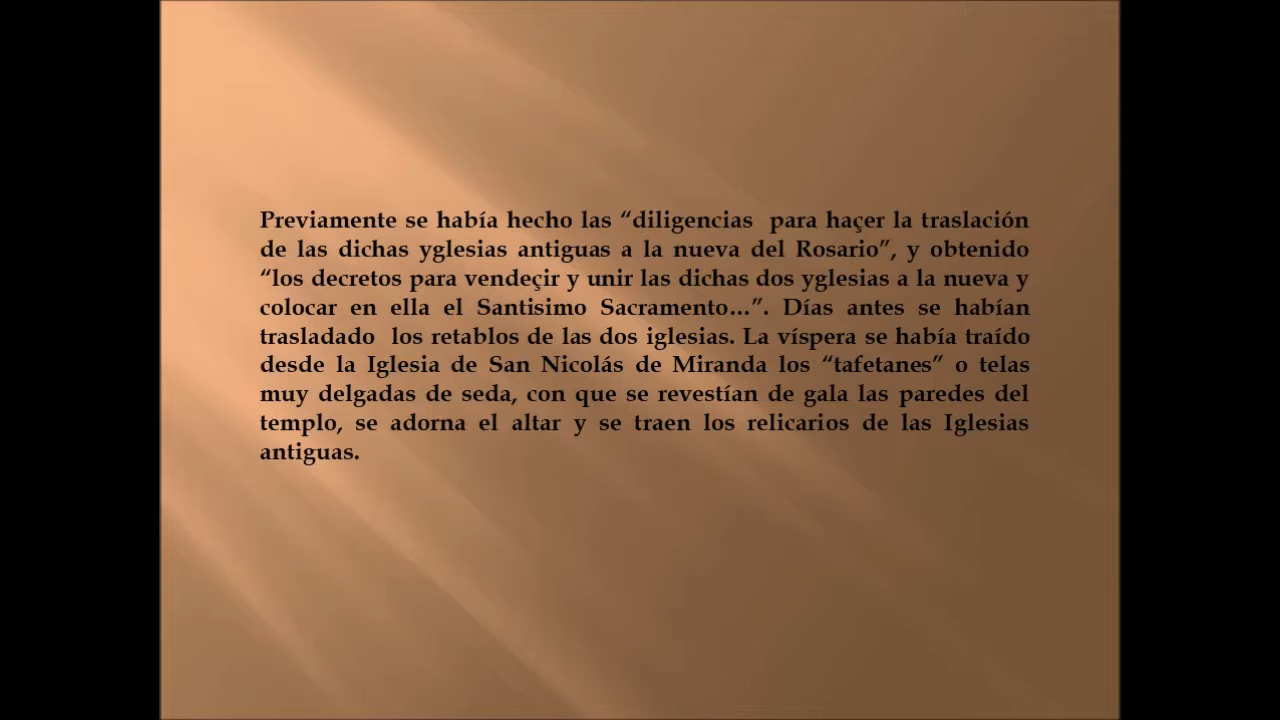 Previamente se había hecho las “diligencias  para haçer la traslación
de las dichas yglesias antiguas a la nueva del Rosario”, y obtenido
“los decretos para vendeçir y unir las dichas dos yglesias a la nueva y
colocar en ella el Santisimo Sacramento…”. Días antes se habían
trasladado  los retablos de las dos iglesias. La víspera se había traído
desde la Iglesia de San Nicolás de Miranda los “tafetanes” o telas
muy delgadas de seda, con que se revestían de gala las paredes del
templo, se adorna el altar y se traen los relicarios de las Iglesias
antiguas.